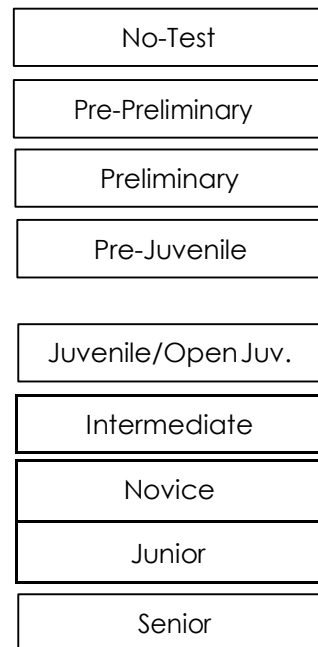 No-Test
Pre-Preliminary
Preliminary
Pre-Juvenile
Juvenile/Open Juv.
Intermediate
Novice
Junior
Senior